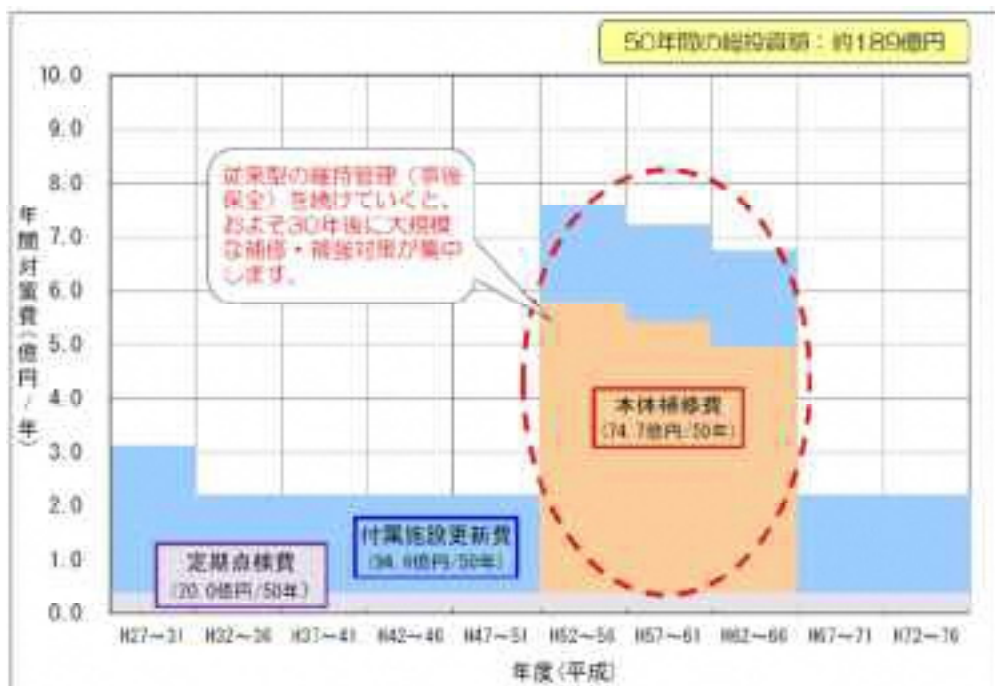 50年間の総投資額：約189億円
10.0
9.0
8.0
7.0
6.0
5.0
4.0
3.0
2.0
1.0
0.0
年間対策費(億円/年)
従来型の維持管理（事後
保全）を続けていくと、
およそ30年後に大規模
な補修・補強対策が集中
します。
本体補修費
(74.7億円/50年)
付属施設更新費
億円/50年)
定期点検費
(20.0億円/50年)
H27～31 H32～36 H37～41 H42～46 H47～51 H52～56 H57～61 H62～66 H67～71 H72～76
年度(平成)